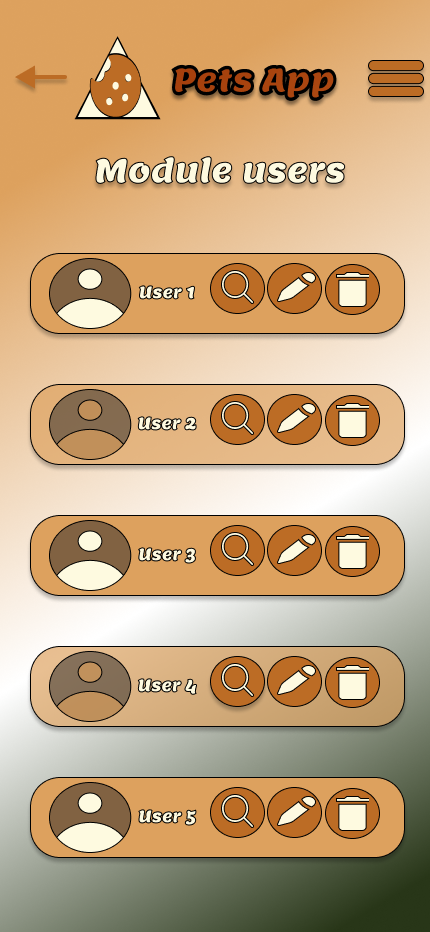 Pets App
Module users
User 1
User 2
User 3
User 4
User 5